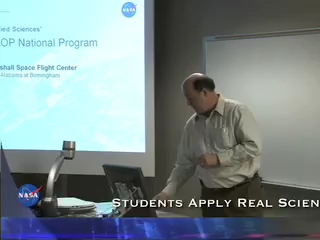 ied Sciences'
OP National Program
shall Space Flight Center
Alabama at Birmingham
NASA
NASA
Students Apply Real Scien